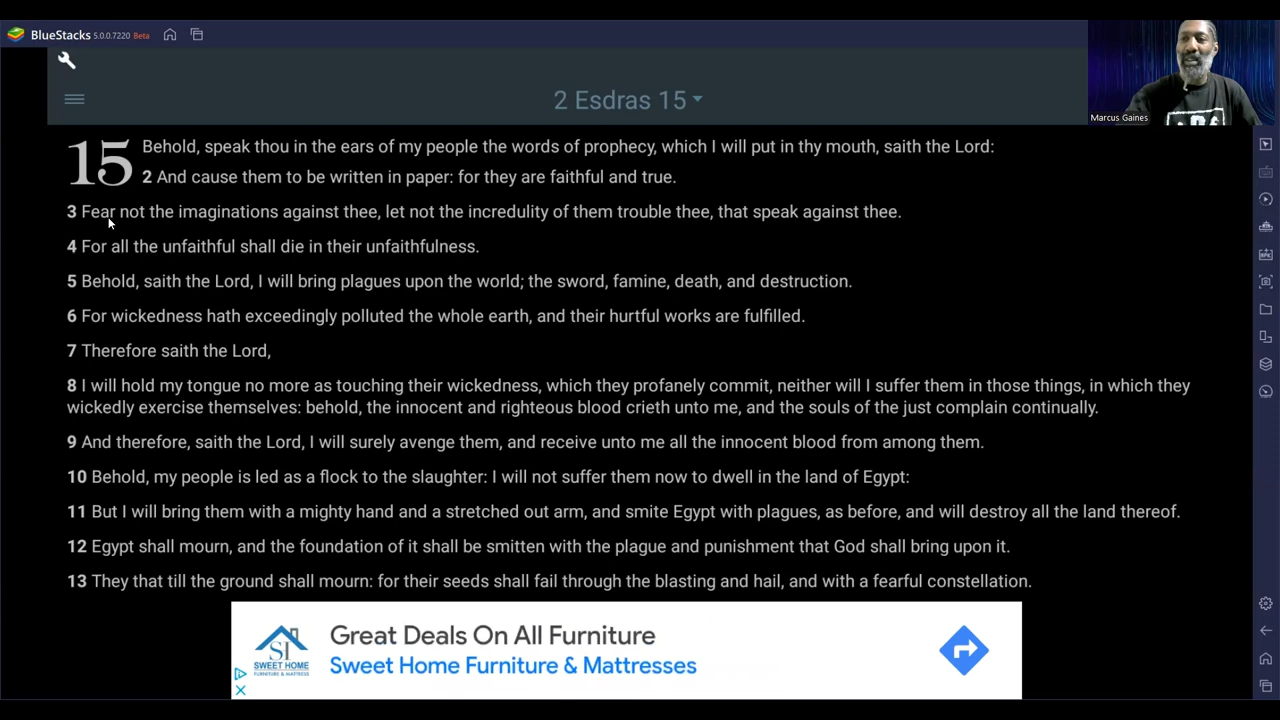 BlueStacks 5.0.0.7220 Beta
Marcus Gaines
2 Esdras 15
15 Behold, speak thou in the ears of my people the words of prophecy, which I will put in thy mouth, saith the Lord:
2 And cause them to be written in paper: for they are faithful and true.
3 Fear not the imaginations against thee, let not the incredulity of them trouble thee, that speak against thee.
4 For all the unfaithful shall die in their unfaithfulness.
5 Behold, saith the Lord, I will bring plagues upon the world; the sword, famine, death, and destruction.
6 For wickedness hath exceedingly polluted the whole earth, and their hurtful works are fulfilled.
7 Therefore saith the Lord,
8 I will hold my tongue no more as touching their wickedness, which they profanely commit, neither will I suffer them in those things, in which they
wickedly exercise themselves: behold, the innocent and righteous blood crieth unto me, and the souls of the just complain continually.
9 And therefore, saith the Lord, I will surely avenge them, and receive unto me all the innocent blood from among them.
10 Behold, my people is led as a flock to the slaughter: I will not suffer them now to dwell in the land of Egypt:
11 But I will bring them with a mighty hand and a stretched out arm, and smite Egypt with plagues, as before, and will destroy all the land thereof.
12 Egypt shall mourn, and the foundation of it shall be smitten with the plague and punishment that God shall bring upon it.
13 They that till the ground shall mourn: for their seeds shall fail through the blasting and hail, and with a fearful constellation.
SWEET HOME
FURNITURE & MATTRESS
Great Deals On All Furniture
Sweet Home Furniture & Mattresses